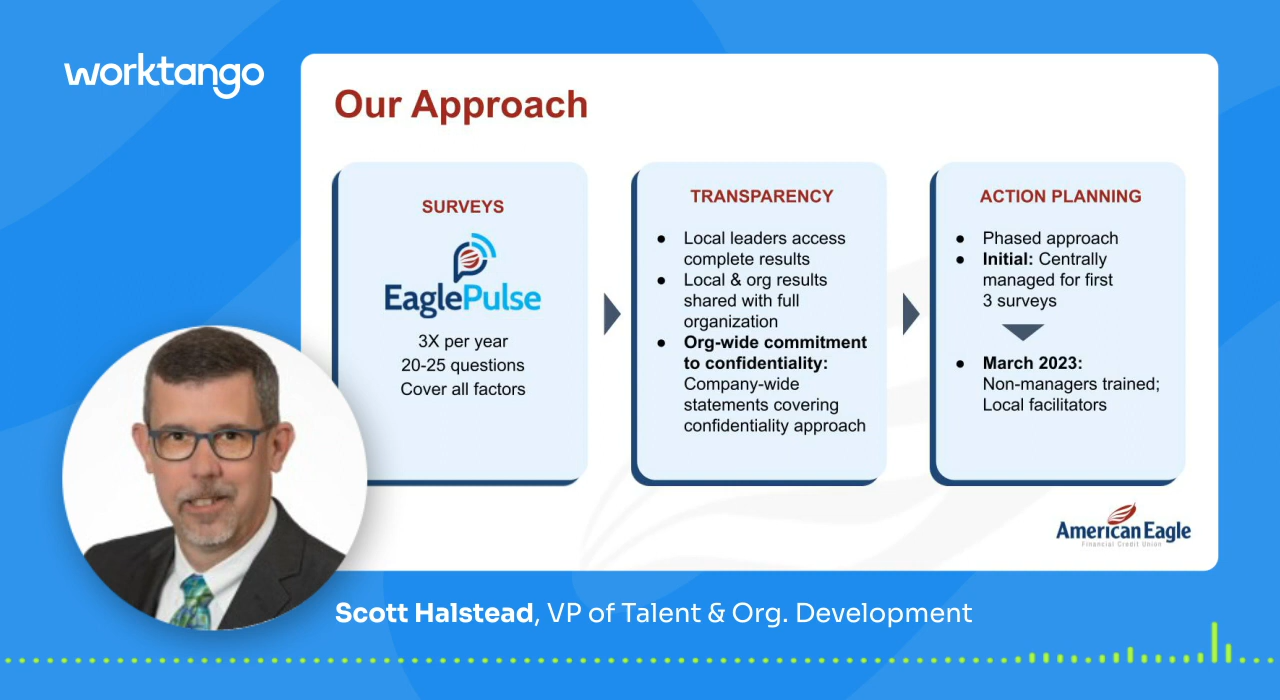 worktango
Our Approach
SURVEYS
EaglePulse
3X per year
20-25 questions
Cover all factors
TRANSPARENCY
● Local leaders access
complete results
● Local & org results
shared with full
organization
● Org-wide commitment
to confidentiality:
Company-wide
statements covering
confidentiality approach
ACTION PLANNING
● Phased approach
● Initial: Centrally
managed for first
3 surveys
● March 2023:
Non-managers trained;
Local facilitators
American Eagle
Financial Credit Union
Scott Halstead, VP of Talent & Org. Development